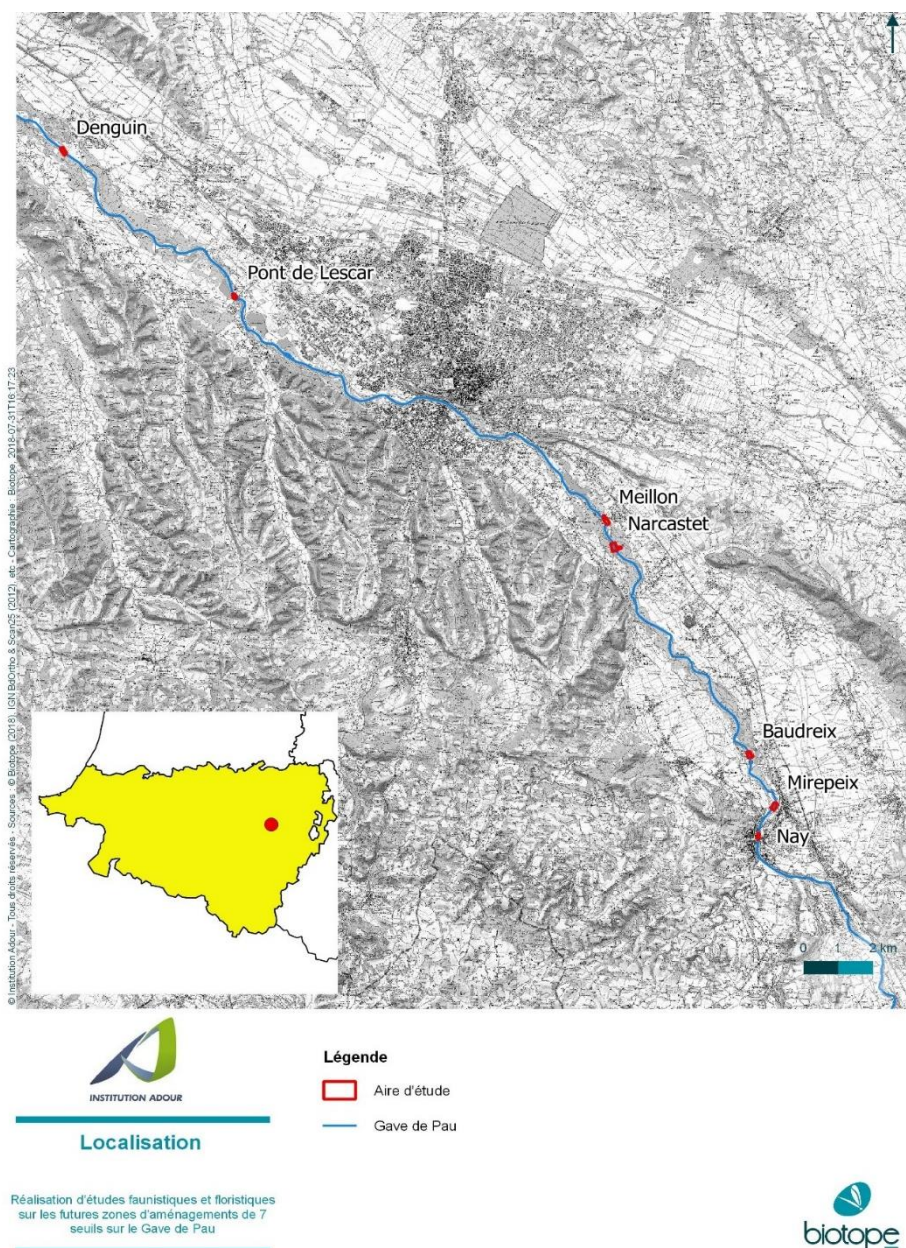 Denguin
Pont de Lescar
Meillon
Narcastet
Baudreix
Mirepeix
Nay
0 1 2 km
© Institution Adour - Tous droits réservés - Sources : © Biotope (2018), IGN BdOrtho & Scan25 (2012), etc - Cartographie : Biotope, 2018-07-31T16:17:23
INSTITUTION ADOUR
Localisation
Réalisation d'études faunistiques et floristiques
sur les futures zones d'aménagements de 7
seuils sur le Gave de Pau
Légende
Aire d'étude
Gave de Pau
biotope